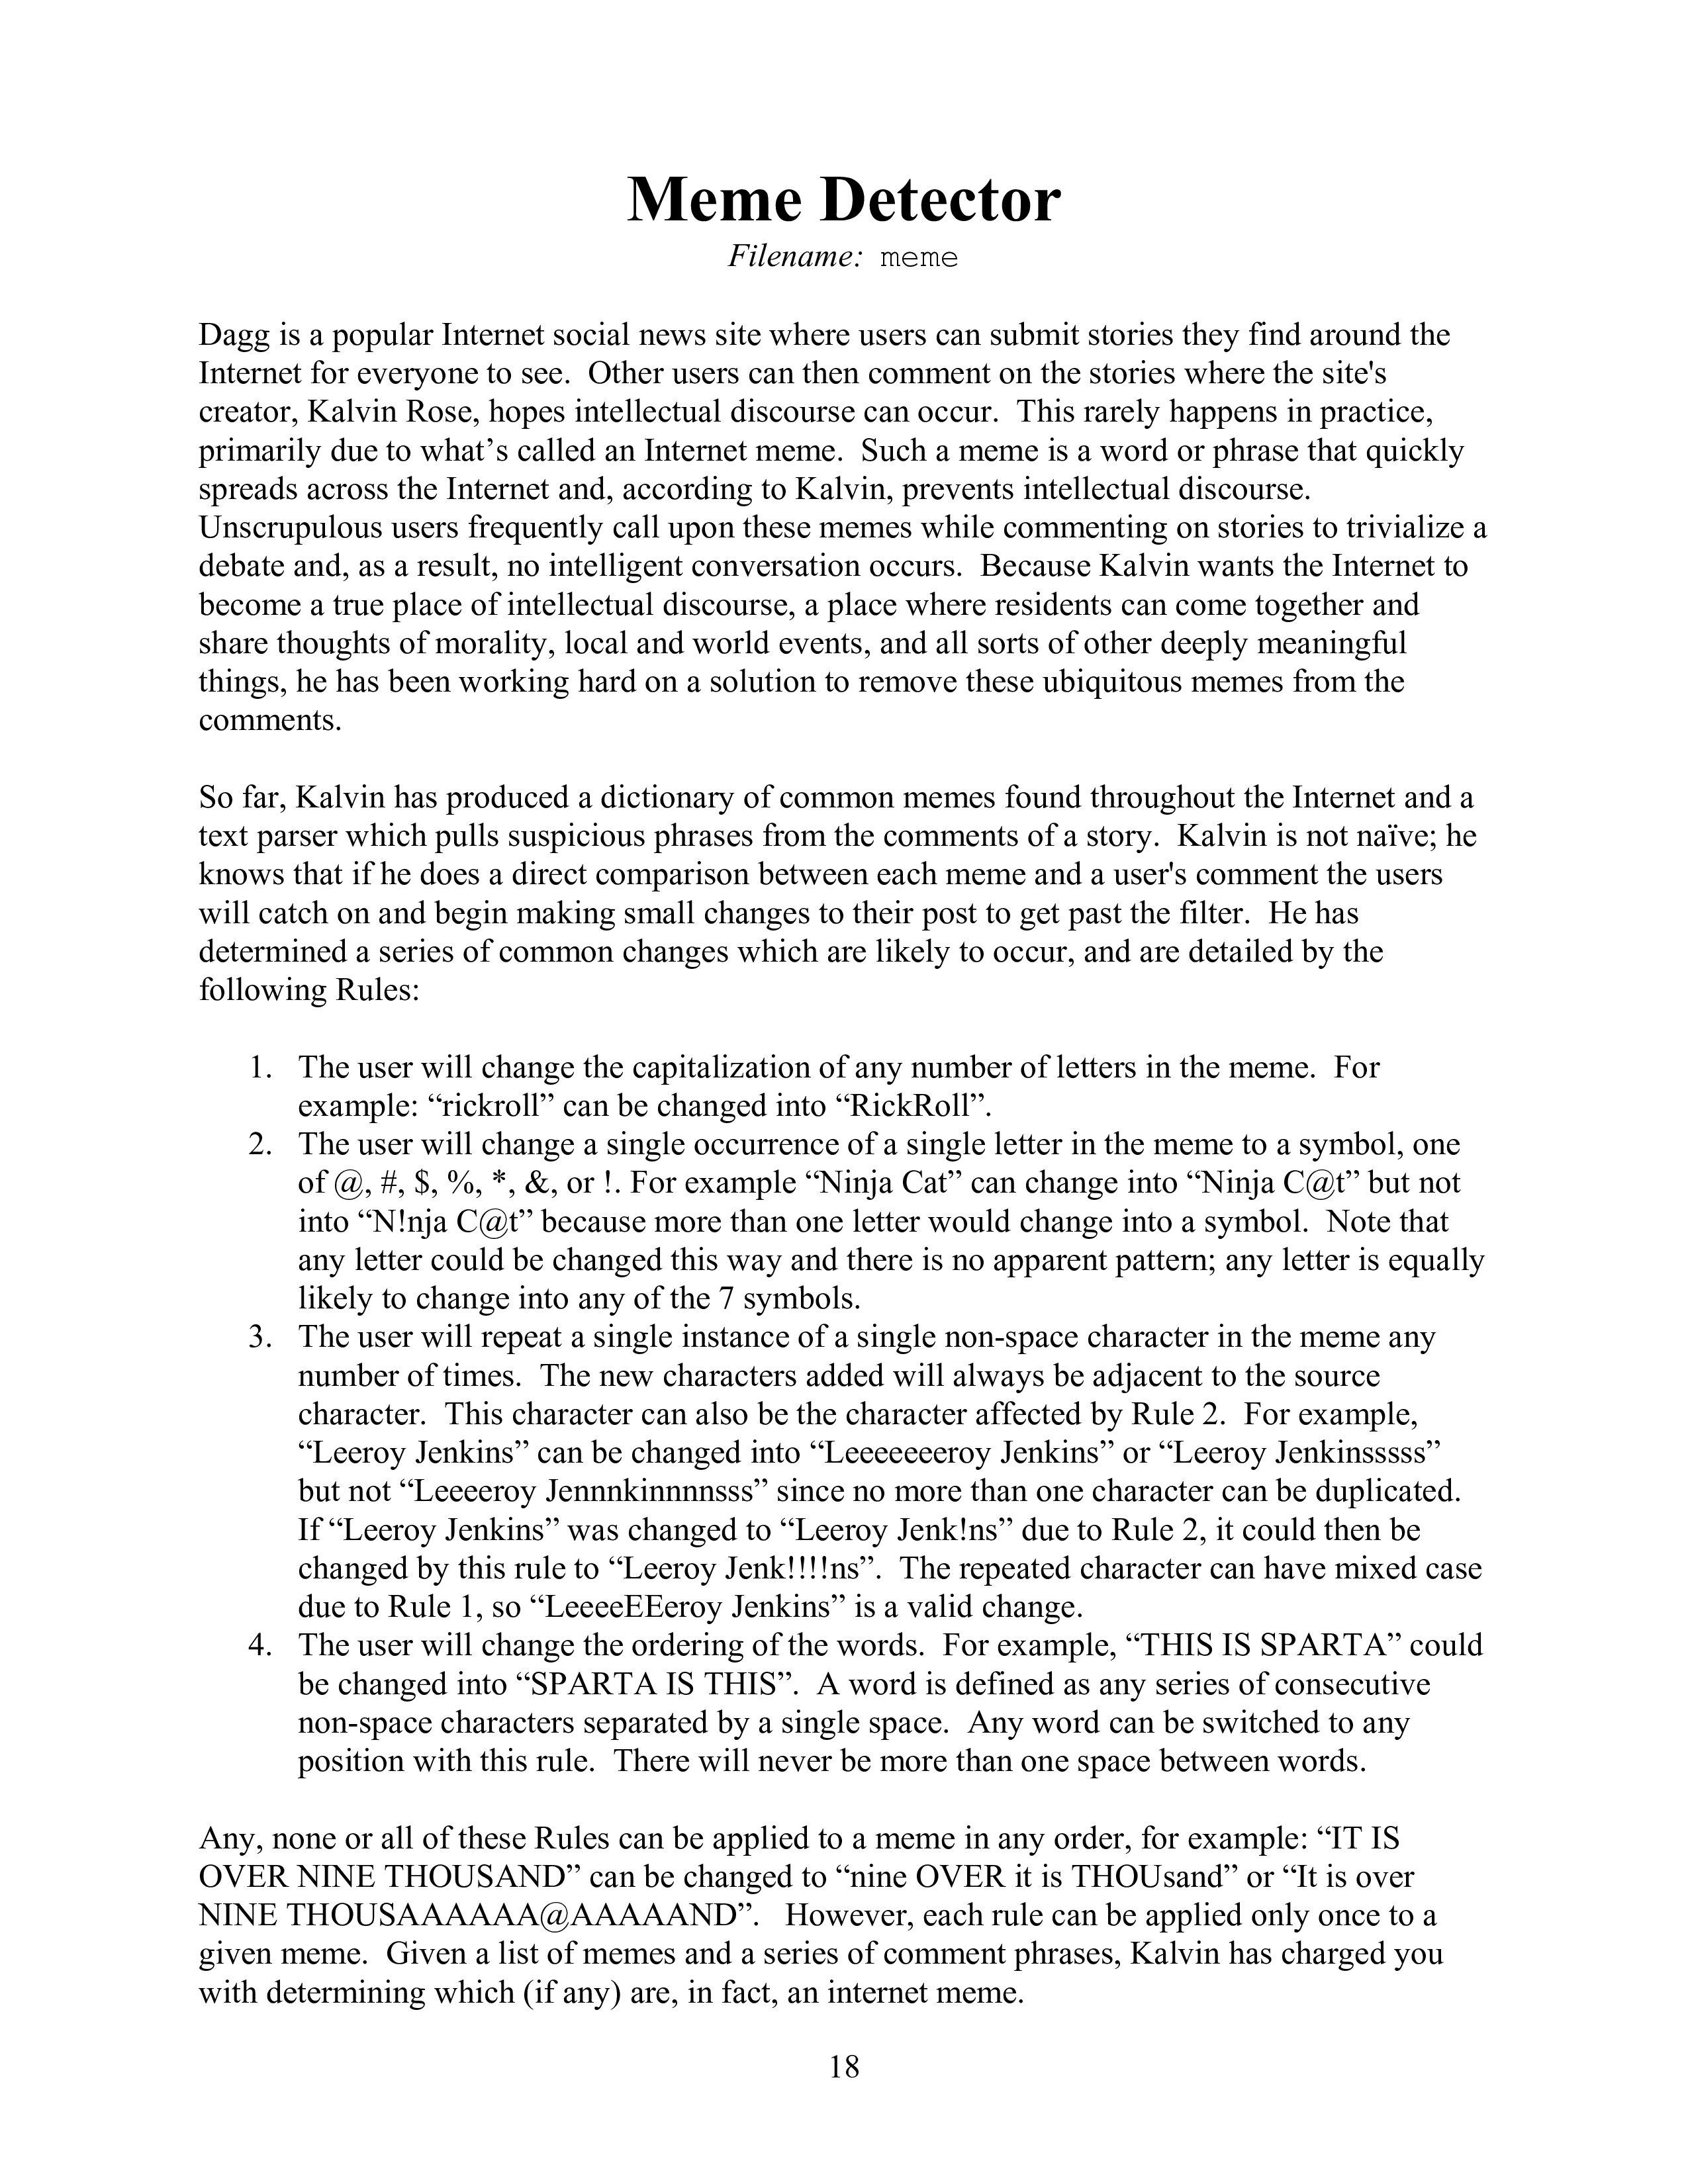 Meme Detector
Filename: meme
Dagg is a popular Internet social news site where users can submit stories they find around the
Internet for everyone to see.  Other users can then comment on the stories where the site's
creator, Kalvin Rose, hopes intellectual discourse can occur.  This rarely happens in practice,
primarily due to what’s called an Internet meme.  Such a meme is a word or phrase that quickly
spreads across the Internet and, according to Kalvin, prevents intellectual discourse.
Unscrupulous users frequently call upon these memes while commenting on stories to trivialize a
debate and, as a result, no intelligent conversation occurs.  Because Kalvin wants the Internet to
become a true place of intellectual discourse, a place where residents can come together and
share thoughts of morality, local and world events, and all sorts of other deeply meaningful
things, he has been working hard on a solution to remove these ubiquitous memes from the
comments.
So far, Kalvin has produced a dictionary of common memes found throughout the Internet and a
text parser which pulls suspicious phrases from the comments of a story.  Kalvin is not naïve; he
knows that if he does a direct comparison between each meme and a user's comment the users
will catch on and begin making small changes to their post to get past the filter.  He has
determined a series of common changes which are likely to occur, and are detailed by the
following Rules:
1. The user will change the capitalization of any number of letters in the meme.  For
example: “rickroll” can be changed into “RickRoll”.
2. The user will change a single occurrence of a single letter in the meme to a symbol, one
of @, #, $, %, *, &, or !. For example “Ninja Cat” can change into “Ninja C@t” but not
into “N!nja C@t” because more than one letter would change into a symbol.  Note that
any letter could be changed this way and there is no apparent pattern; any letter is equally
likely to change into any of the 7 symbols.
3. The user will repeat a single instance of a single non-space character in the meme any
number of times.  The new characters added will always be adjacent to the source
character.  This character can also be the character affected by Rule 2.  For example,
“Leeroy Jenkins” can be changed into “Leeeeeeeroy Jenkins” or “Leeroy Jenkinsssss”
but not “Leeeeroy Jennnkinnnnsss” since no more than one character can be duplicated.
If “Leeroy Jenkins” was changed to “Leeroy Jenk!ns” due to Rule 2, it could then be
changed by this rule to “Leeroy Jenk!!!!ns”.  The repeated character can have mixed case
due to Rule 1, so “LeeeeEEeroy Jenkins” is a valid change.
4. The user will change the ordering of the words.  For example, “THIS IS SPARTA” could
be changed into “SPARTA IS THIS”.  A word is defined as any series of consecutive
non-space characters separated by a single space.  Any word can be switched to any
position with this rule.  There will never be more than one space between words.
Any, none or all of these Rules can be applied to a meme in any order, for example: “IT IS
OVER NINE THOUSAND” can be changed to “nine OVER it is THOUsand” or “It is over
NINE THOUSAAAAAA@AAAAAND”.   However, each rule can be applied only once to a
given meme.  Given a list of memes and a series of comment phrases, Kalvin has charged you
with determining which (if any) are, in fact, an internet meme.
18